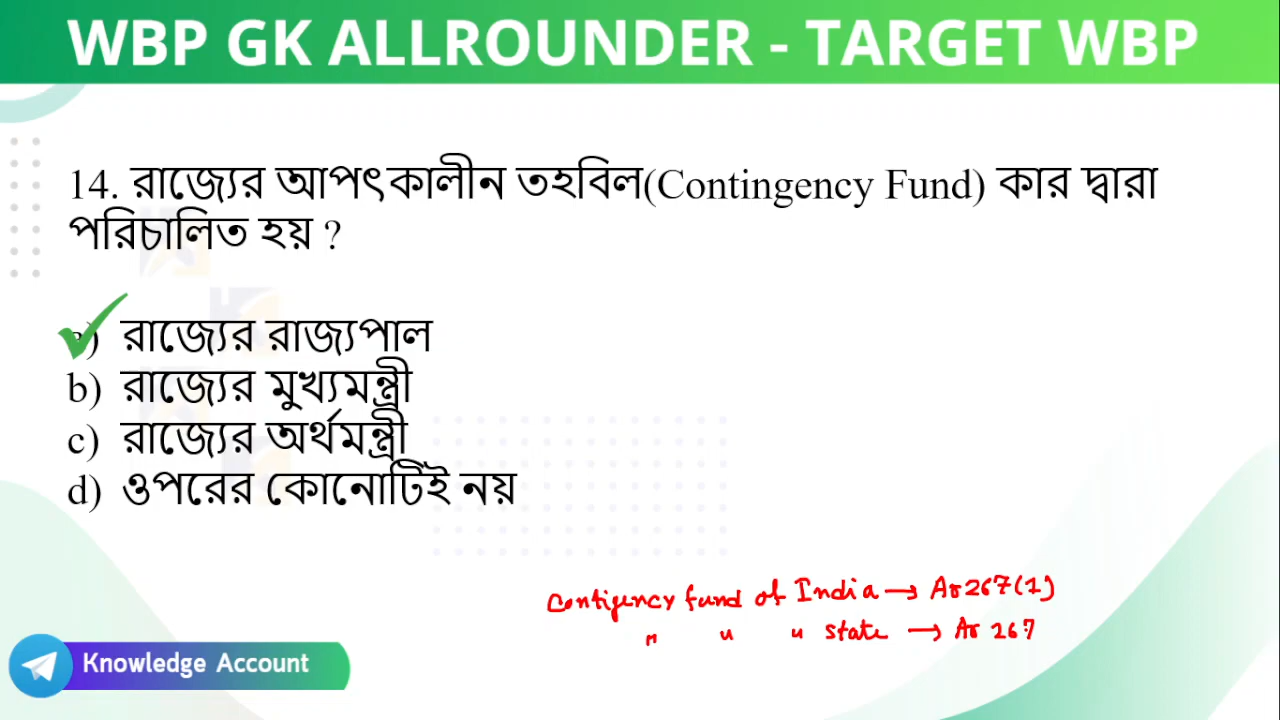 WBP GK ALLROUNDER - TARGET WBP
14. রাজ্যের আপৎকালীন তহবিল(Contingency Fund) কার দ্বারা
পরিচালিত হয় ?
a) রাজ্যের রাজ্যপাল
b) রাজ্যের মুখ্যমন্ত্রী
c) রাজ্যের অর্থমন্ত্রী
d) ওপরের কোনোটিই নয়
Contigency fund of India → Ar 267(1)
" " " state → Ar 267
Knowledge Account